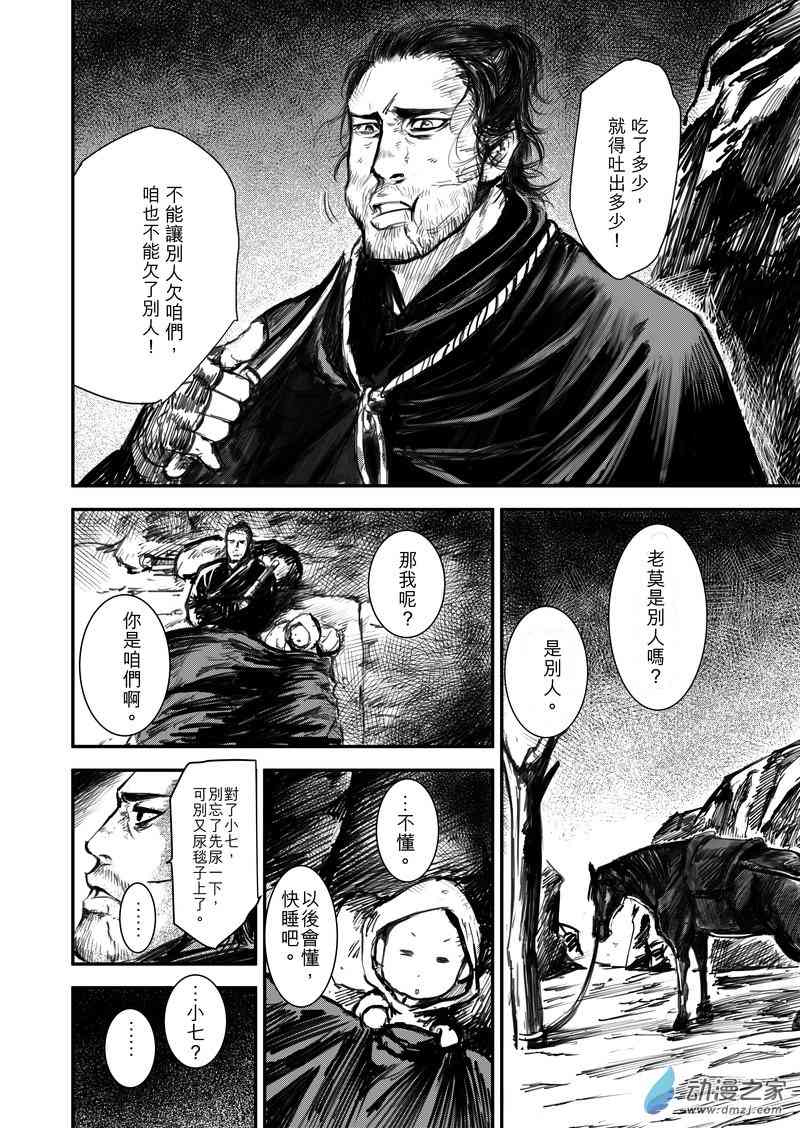 吃了多少，
就得吐出多少！
不能讓別人欠咱們，
咱也不能欠了別人！
老莫是別人嗎？
是別人。
那我呢？
你是咱們啊。
…不懂。
以後會懂，
快睡吧。
對了小七，
別忘了先尿一下，
可別又尿毯子上了。
……
…小七？
……
动漫之家
www.dmzj.com